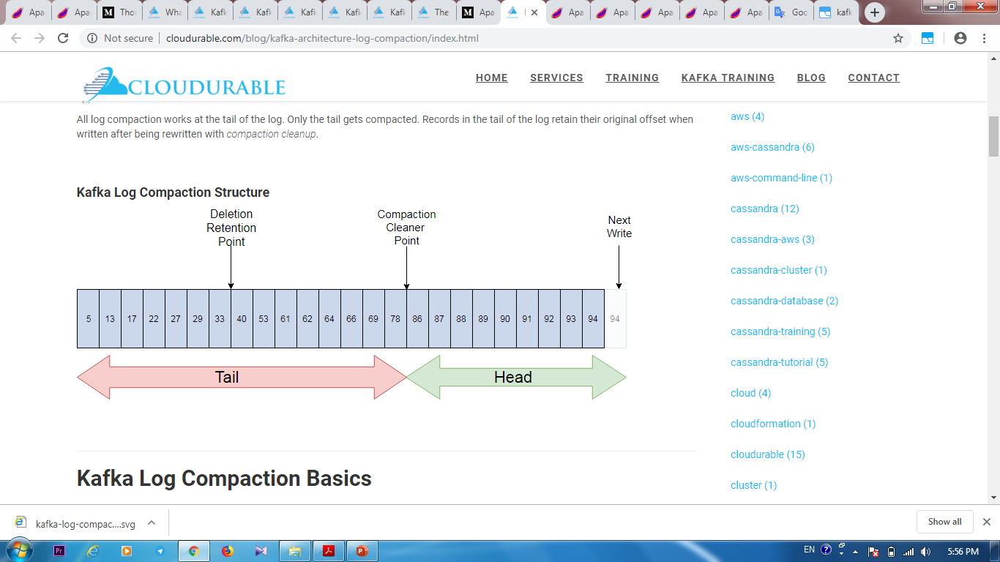 Apa
Apa
Tho
Wha
Kafk
Kafk
Kafk
Kafk
Kafk
The
Apa
Apa
Apa
Apa
Apa
Apa
Goo
kafk
Not secure | cloudurable.com/blog/kafka-architecture-log-compaction/index.html
CLOUDURABLE
HOME SERVICES TRAINING KAFKA TRAINING BLOG CONTACT
All log compaction works at the tail of the log. Only the tail gets compacted. Records in the tail of the log retain their original offset when
written after being rewritten with compaction cleanup.
Kafka Log Compaction Structure
Deletion
Retention
Point
Compaction
Cleaner
Point
Next
Write
5 13 17 22 27 29 33 40 53 61 62 64 66 69 78 86 87 88 89 90 91 92 93 94 94
Tail
Head
Kafka Log Compaction Basics
aws (4)
aws-cassandra (6)
aws-command-line (1)
cassandra (12)
cassandra-aws (3)
cassandra-cluster (1)
cassandra-database (2)
cassandra-training (5)
cassandra-tutorial (5)
cloud (4)
cloudformation (1)
cloudurable (15)
cluster (1)
kafka-log-compac....svg
Show all
Pr
EN
5:56 PM